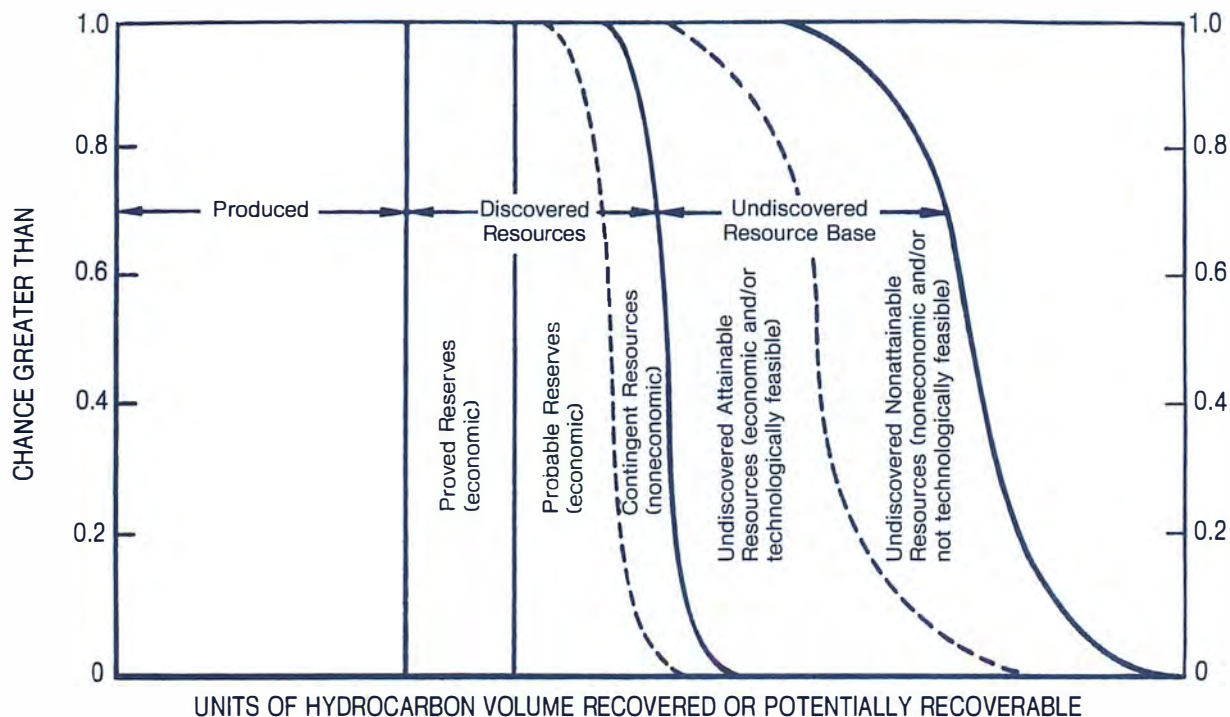 1.0
0.8
0.6
0.4
0.2
0
1.0
0.8
0.6
0.4
0.2
0
CHANCE GREATER THAN
Produced
Discovered
Resources
Undiscovered
Resource Base
Proved Reserves
(economic)
Probable Reserves
(economic)
Contingent Resources
(noneconomic)
Undiscovered Attainable
Resources (economic and/or
technologically feasible)
Undiscovered Nonattainable
Resources (noneconomic and/or
not technologically feasible)
UNITS OF HYDROCARBON VOLUME RECOVERED OR POTENTIALLY RECOVERABLE